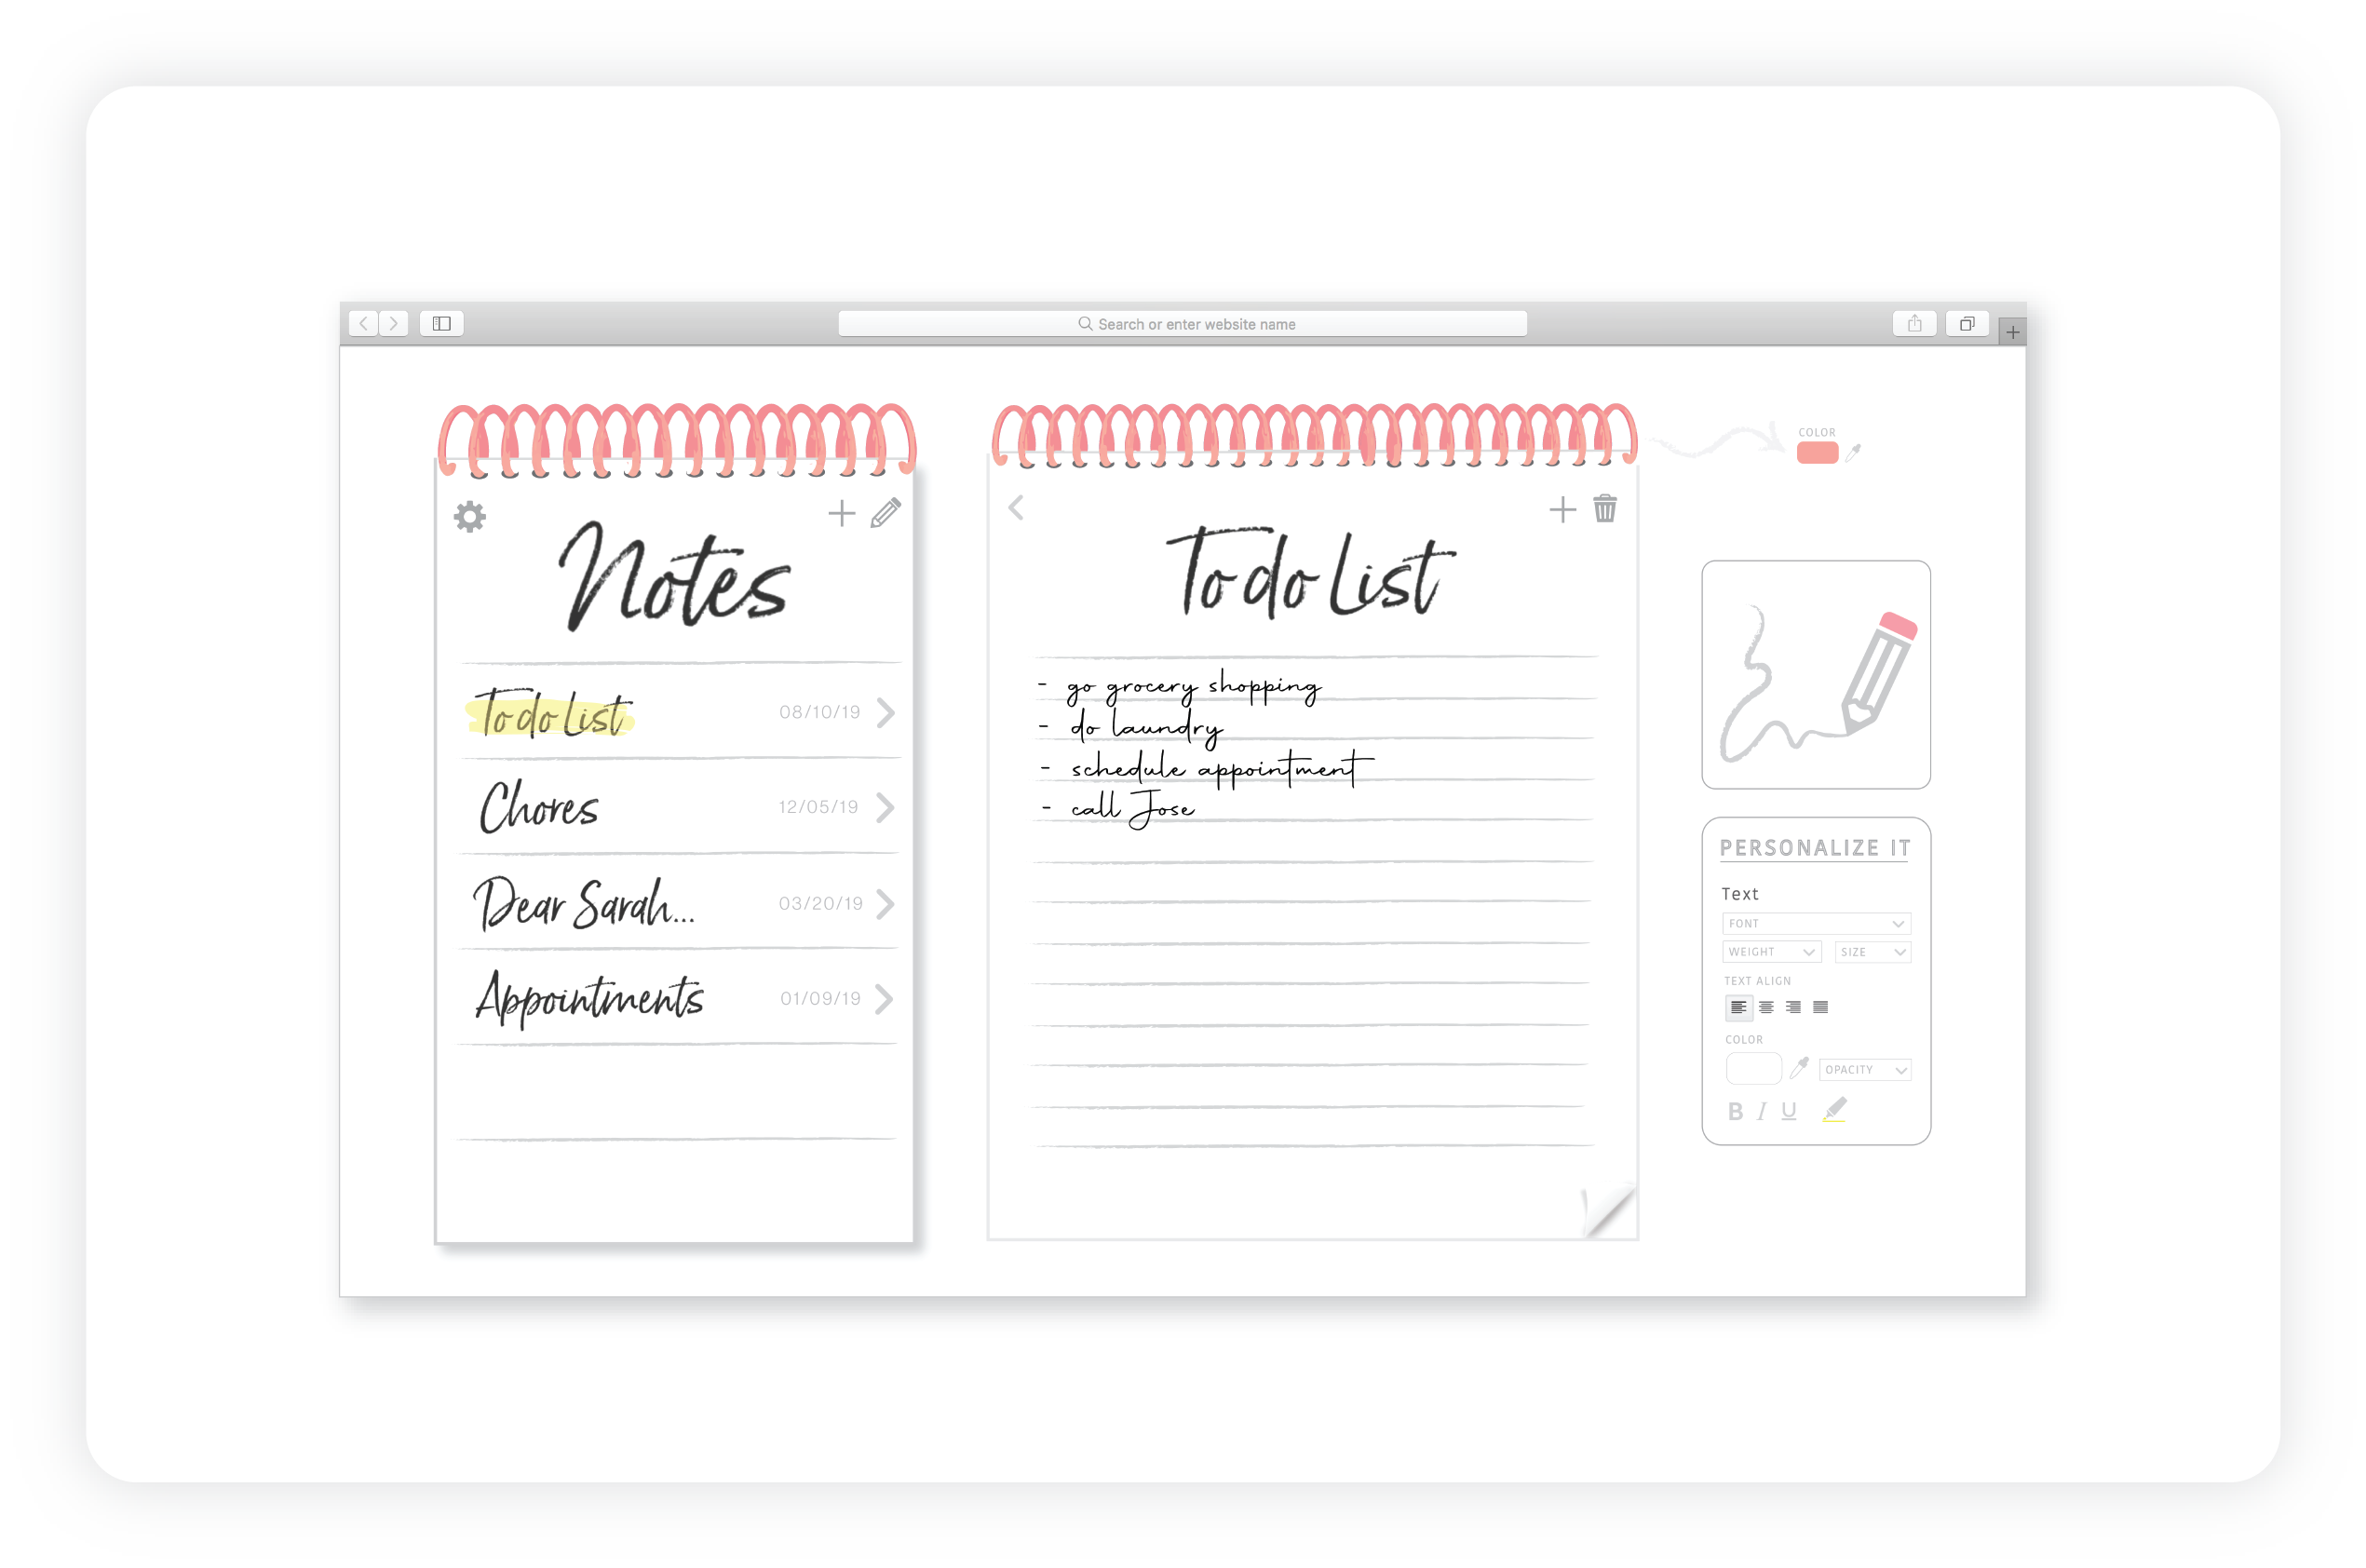 Search or enter website name
Notes
To do List 08/10/19
Chores 12/05/19
Dear Sarah... 03/20/19
Appointments 01/09/19
To do List
- go grocery shopping
- do laundry
- schedule appointment
- call Jose
COLOR
PERSONALIZE IT
Text
FONT
WEIGHT SIZE
TEXT ALIGN
COLOR
OPACITY
B I U